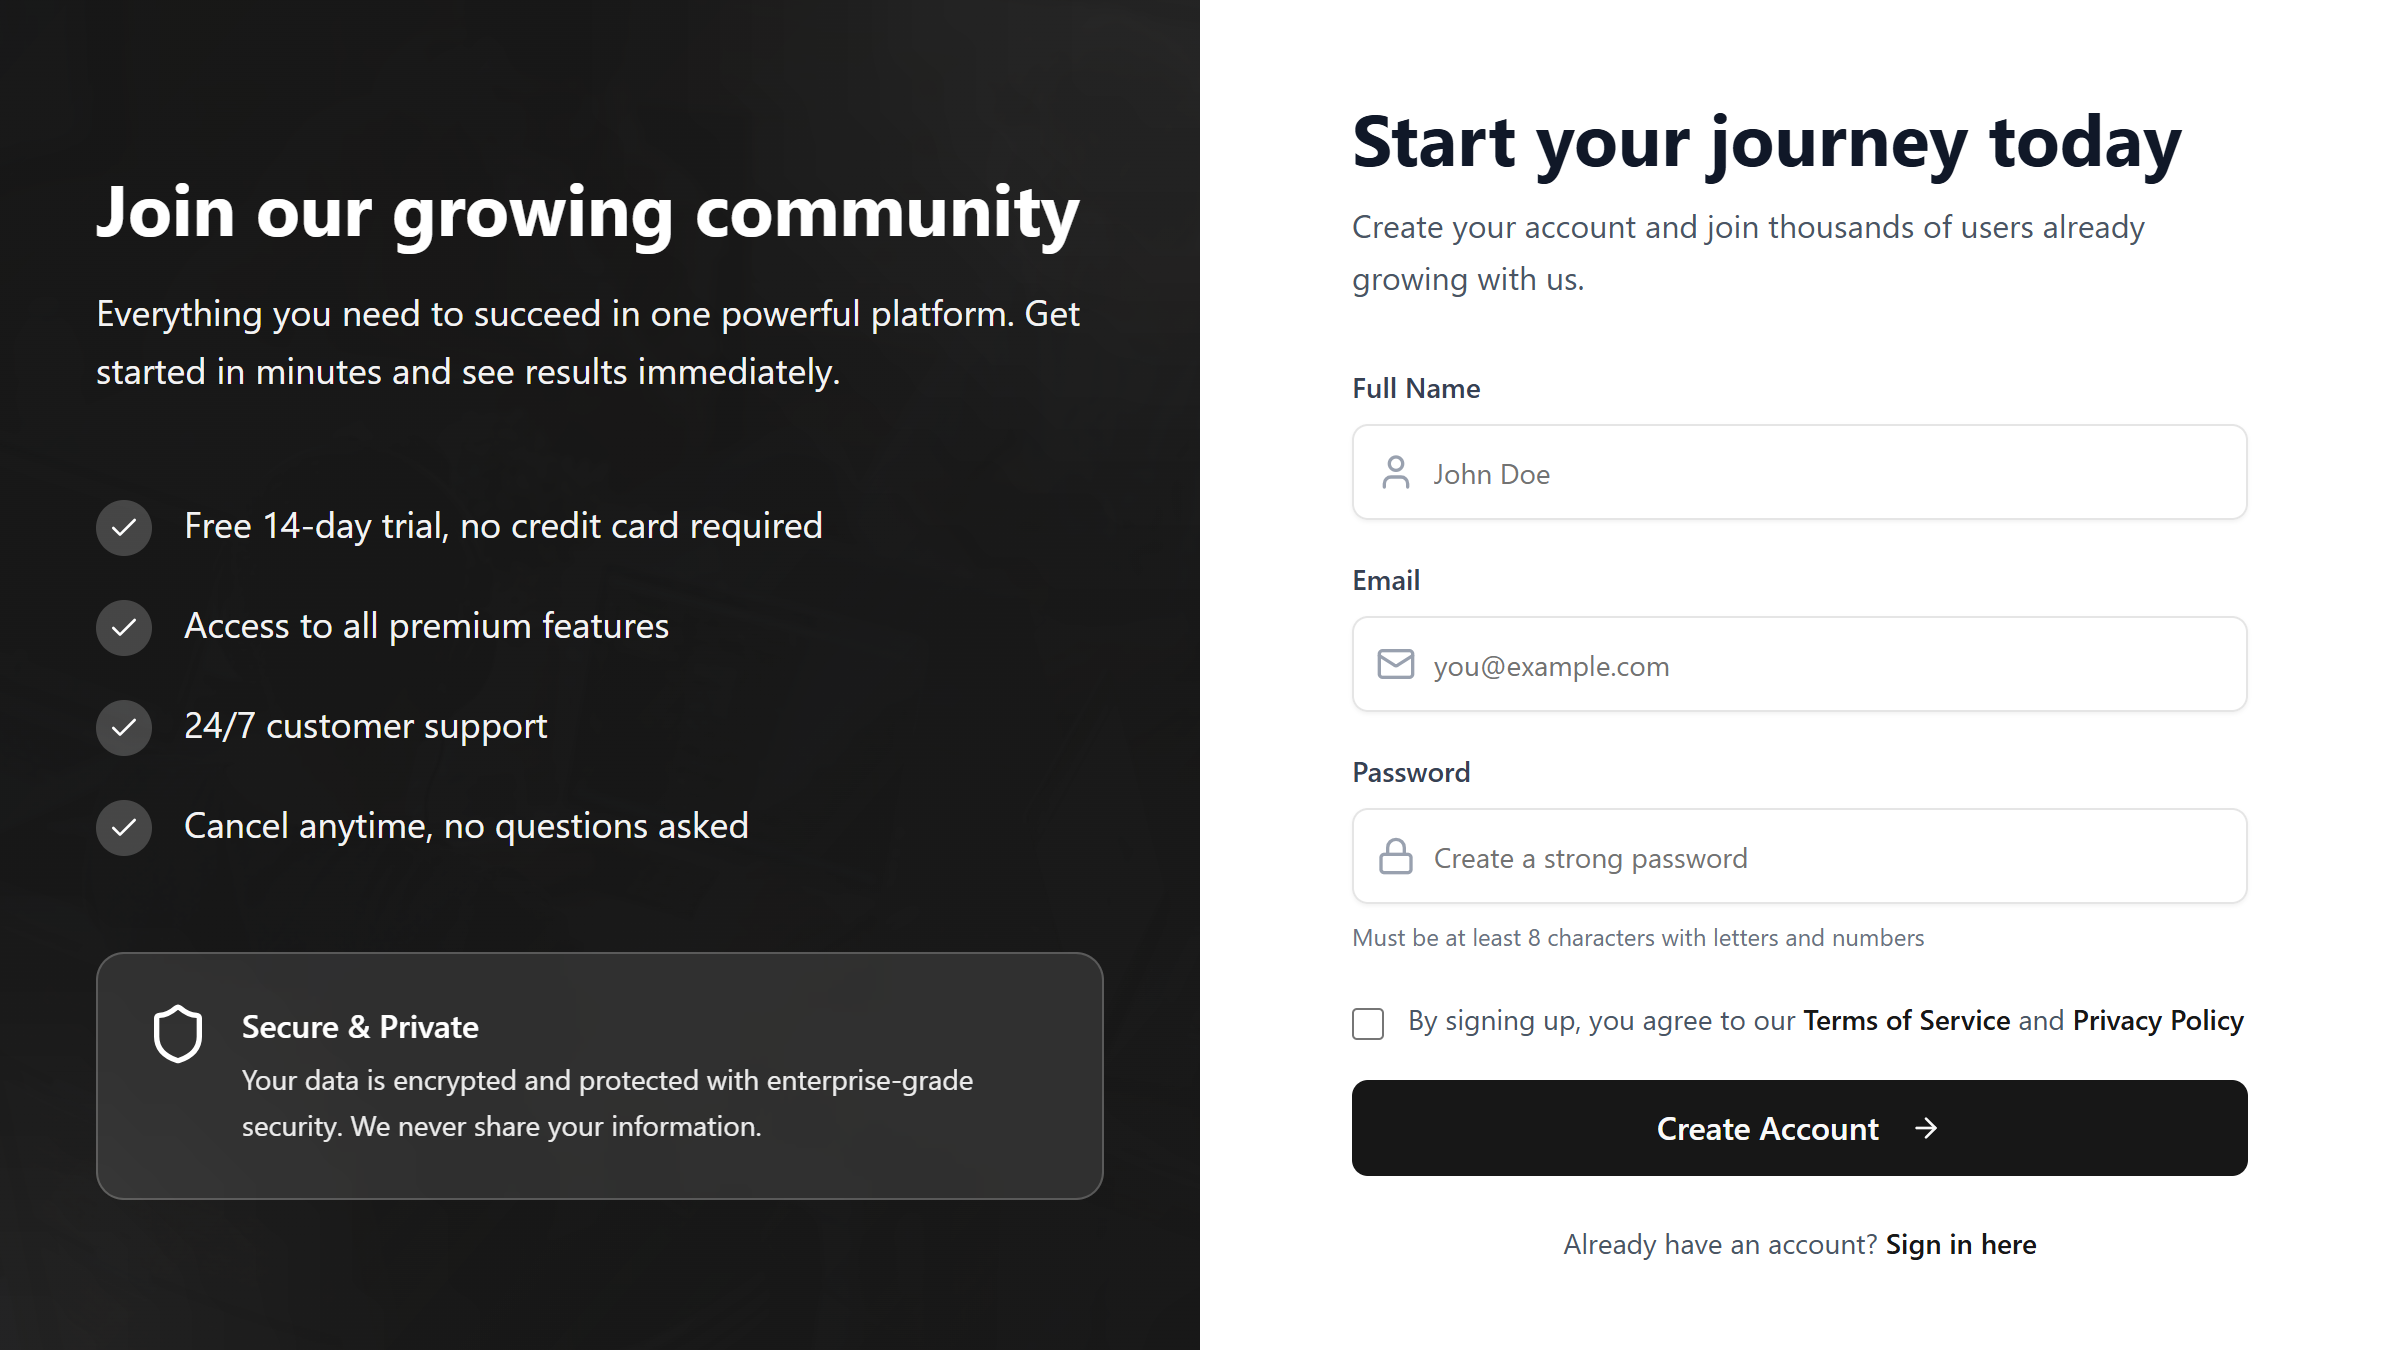 Join our growing community
Everything you need to succeed in one powerful platform. Get
started in minutes and see results immediately.
Free 14-day trial, no credit card required
Access to all premium features
24/7 customer support
Cancel anytime, no questions asked
Secure & Private
Your data is encrypted and protected with enterprise-grade
security. We never share your information.
Start your journey today
Create your account and join thousands of users already
growing with us.
Full Name
John Doe
Email
you@example.com
Password
Create a strong password
Must be at least 8 characters with letters and numbers
By signing up, you agree to our Terms of Service and Privacy Policy
Create Account
Already have an account? Sign in here